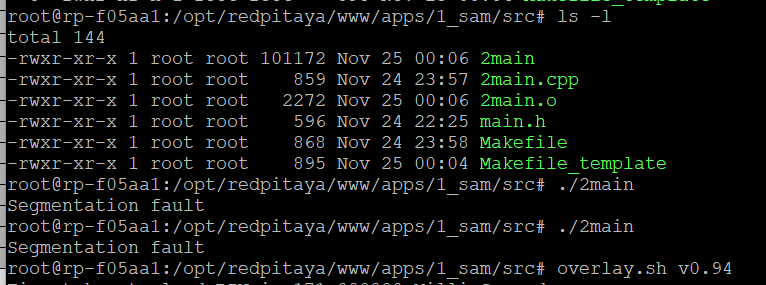 root@rp-f05aa1:/opt/redpitaya/www/apps/1_sam/src# ls -l
total 144
-rwxr-xr-x 1 root root 101172 Nov 25 00:06 2main
-rwxr-xr-x 1 root root    859 Nov 24 23:57 2main.cpp
-rwxr-xr-x 1 root root   2272 Nov 25 00:06 2main.o
-rwxr-xr-x 1 root root    596 Nov 24 22:25 main.h
-rwxr-xr-x 1 root root    868 Nov 24 23:58 Makefile
-rwxr-xr-x 1 root root    895 Nov 25 00:04 Makefile_template
root@rp-f05aa1:/opt/redpitaya/www/apps/1_sam/src# ./2main
Segmentation fault
root@rp-f05aa1:/opt/redpitaya/www/apps/1_sam/src# ./2main
Segmentation fault
root@rp-f05aa1:/opt/redpitaya/www/apps/1_sam/src# overlay.sh v0.94